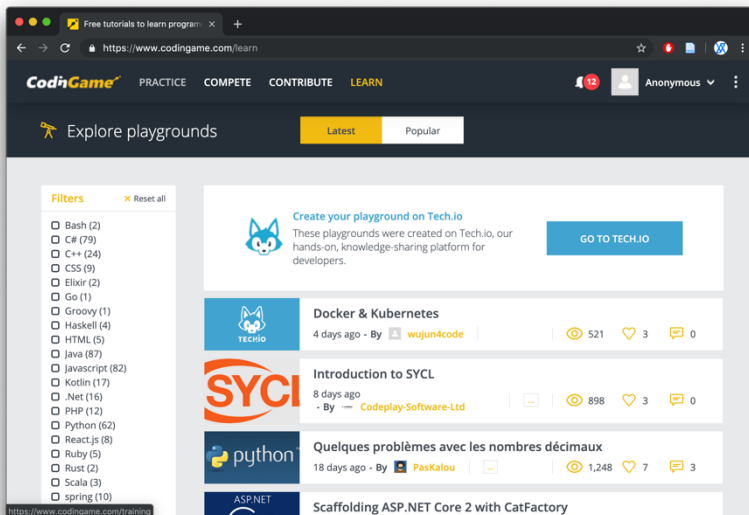 Free tutorials to learn program
https://www.codingame.com/learn
CodinGame PRACTICE COMPETE CONTRIBUTE LEARN 12 Anonymous
Explore playgrounds Latest Popular
Filters × Reset all
Bash (2)
C# (79)
C++ (24)
CSS (9)
Elixir (2)
Go (1)
Groovy (1)
Haskell (4)
HTML (5)
Java (87)
Javascript (82)
Kotlin (17)
.Net (16)
PHP (12)
Python (62)
React.js (8)
Ruby (5)
Rust (2)
Scala (3)
spring (10)
https://www.codingame.com/training
Create your playground on Tech.io
These playgrounds were created on Tech.io, our
hands-on, knowledge-sharing platform for
developers.
GO TO TECH.IO
TECHIO
Docker & Kubernetes
4 days ago - By wujun4code 521 3 0
SYCL
Introduction to SYCL
8 days ago
- By Codeplay-Software-Ltd ... 898 3 0
python
Quelques problèmes avec les nombres décimaux
18 days ago - By PasKalou ... 1,248 7 3
ASP.NET
Scaffolding ASP.NET Core 2 with CatFactory